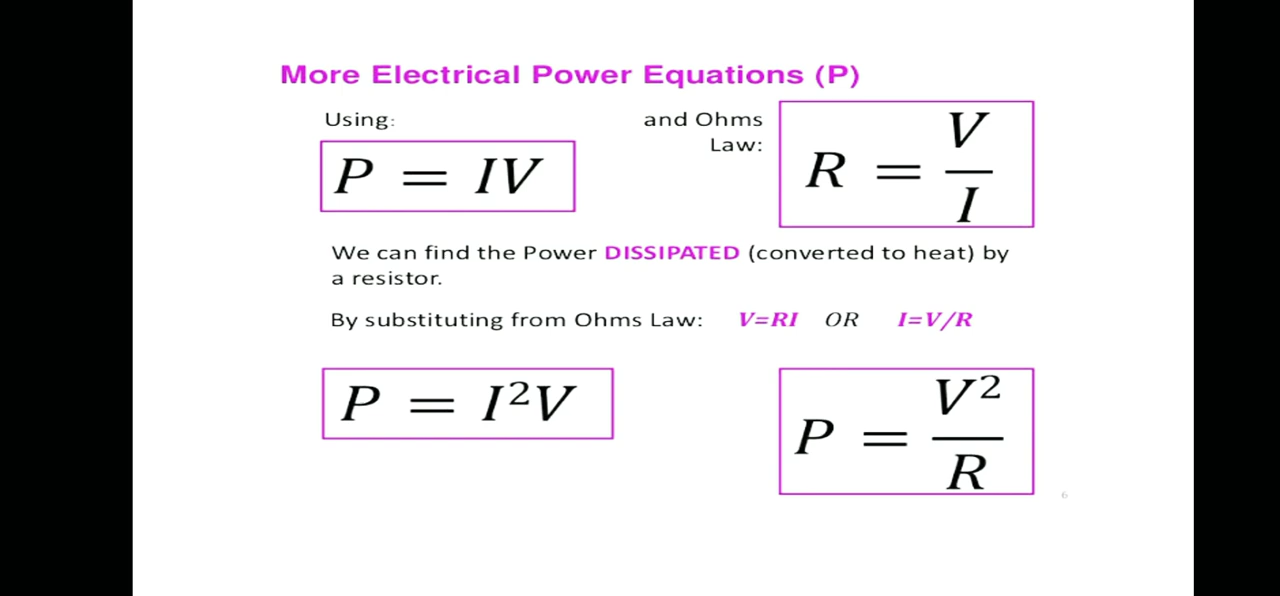 More Electrical Power Equations (P)
Using:
P = IV
and Ohms
Law:
R = V/I
We can find the Power DISSIPATED (converted to heat) by
a resistor.
By substituting from Ohms Law: V=RI OR I=V/R
P = I²V
P = V²/R
6